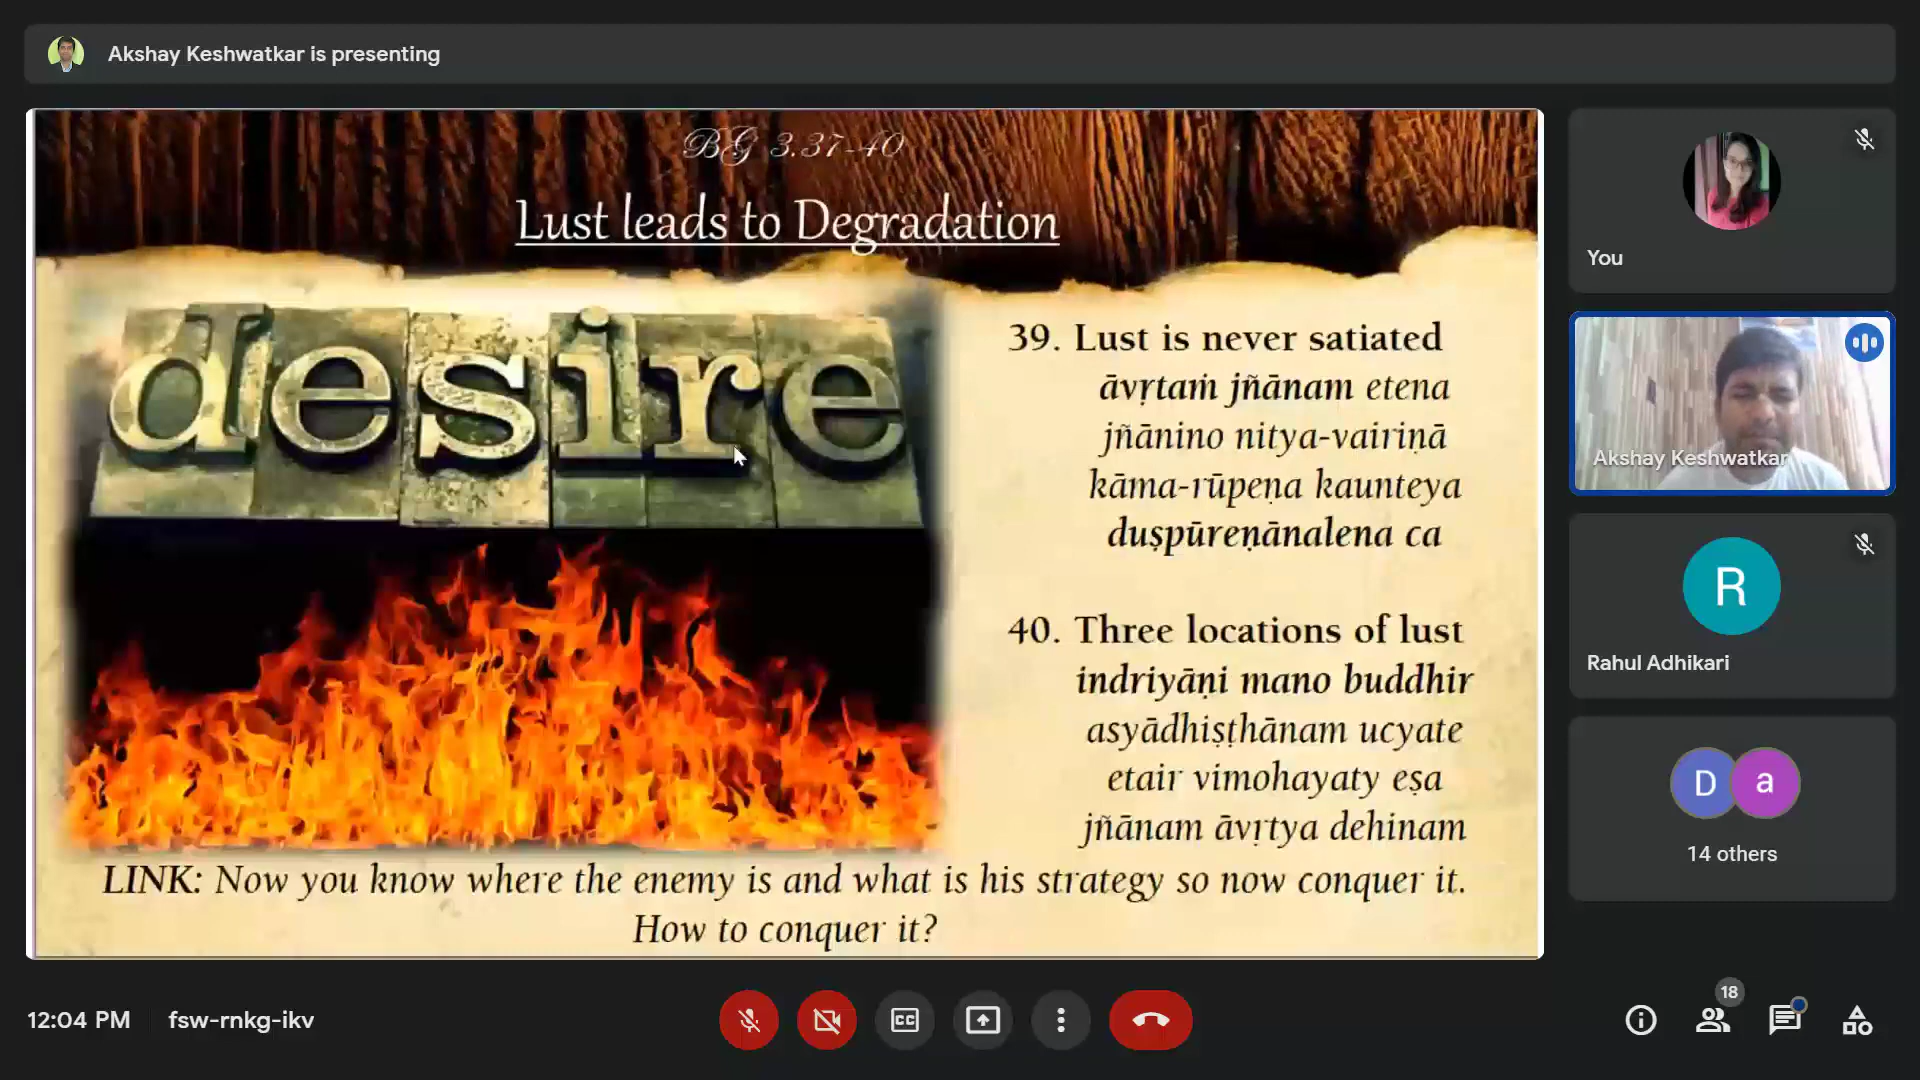 Akshay Keshwatkar is presenting
BG 3.37-40
Lust leads to Degradation
desire
39. Lust is never satiated
āvṛtaṁ jñānam etena
jñānino nitya-vairiṇā
kāma-rūpeṇa kaunteya
duṣpūreṇānalena ca
40. Three locations of lust
indriyāṇi mano buddhir
asyādhiṣṭhānam ucyate
etair vimohayaty eṣa
jñānam āvṛtya dehinam
LINK: Now you know where the enemy is and what is his strategy so now conquer it.
How to conquer it?
You
Akshay Keshwatkar
R
Rahul Adhikari
D
a
14 others
12:04 PM
fsw-rnkg-ikv
CC
18